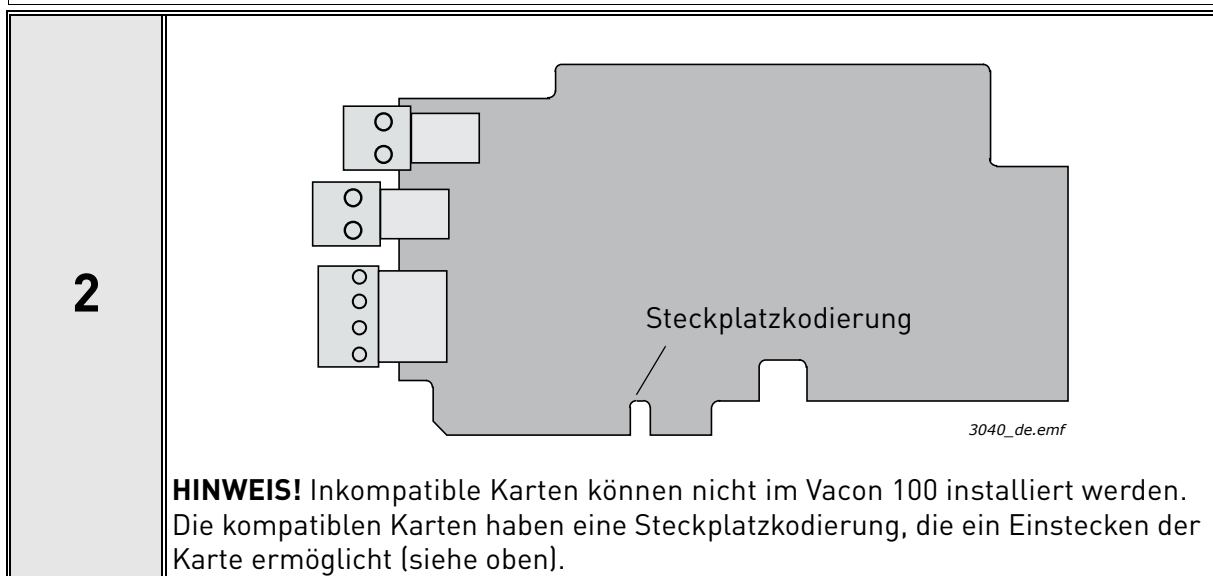 2
Steckplatzkodierung
3040_de.emf
HINWEIS! Inkompatible Karten können nicht im Vacon 100 installiert werden.
Die kompatiblen Karten haben eine Steckplatzkodierung, die ein Einstecken der
Karte ermöglicht (siehe oben).